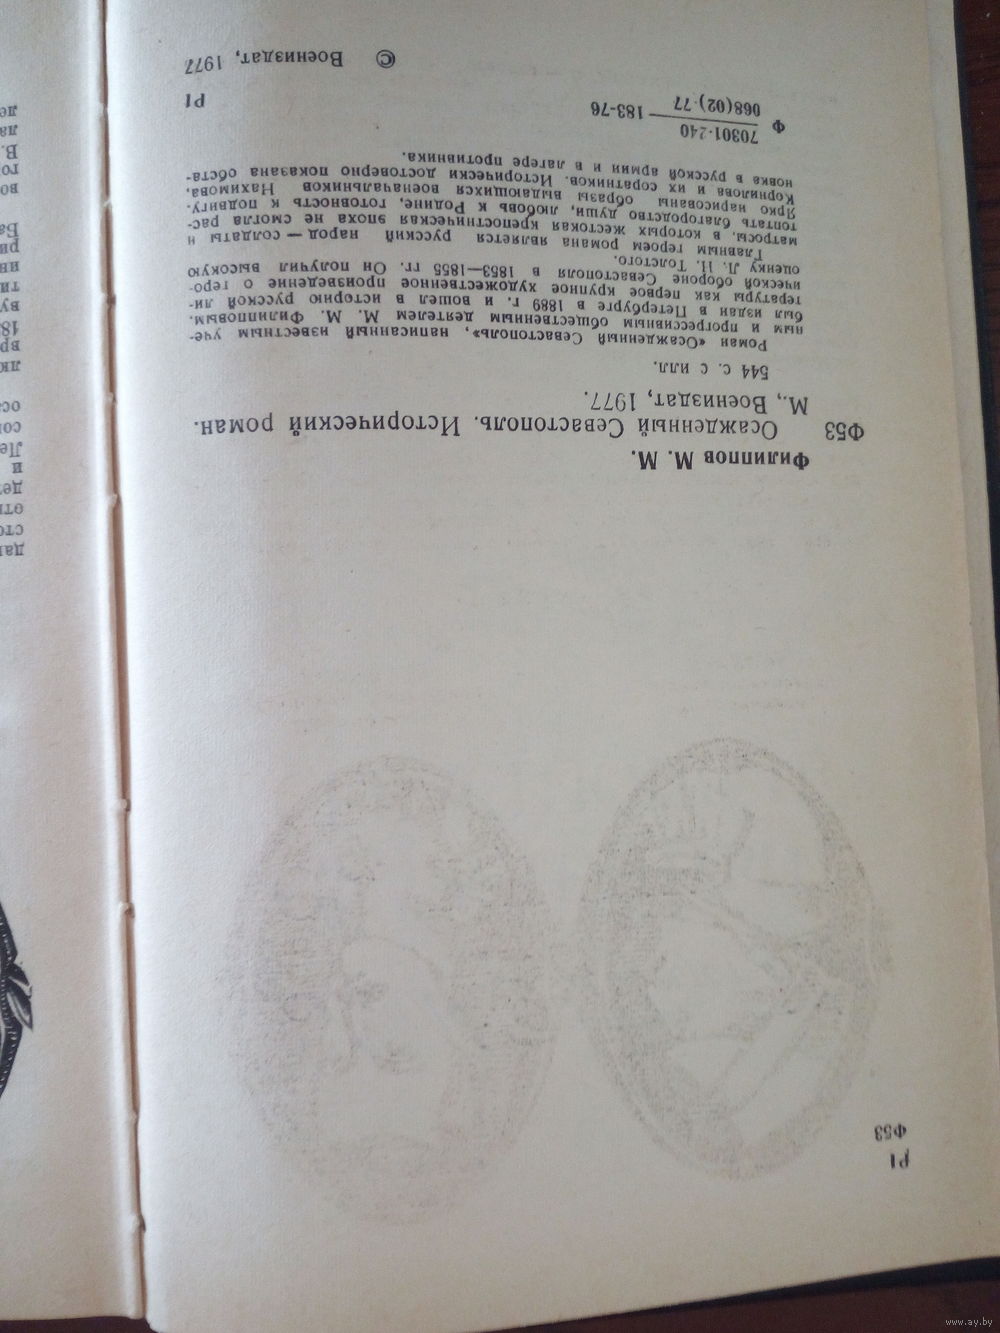 Р1
Ф53
Филиппов М. М.
Ф53 Осажденный Севастополь. Исторический роман.
М., Воениздат, 1977.
544 с. с илл.
Роман «Осажденный Севастополь», написанный известным уче-
ным и прогрессивным общественным деятелем М. М. Филипповым,
был издан в Петербурге в 1889 г. и вошел в историю русской ли-
тературы как первое крупное художественное произведение о геро-
ической обороне Севастополя в 1853—1855 гг. Он получил высокую
оценку Л. Н. Толстого.
Главным героем романа является русский народ — солдаты и
матросы, в которых жестокая крепостническая эпоха не смогла рас-
топтать благородство души, любовь к Родине, готовность к подвигу.
Ярко нарисованы образы выдающихся военачальников Нахимова,
Корнилова и их соратников. Исторически достоверно показана обста-
новка в русской армии и в лагере противника.
Ф 70301-240
068(02)-77 183-76
Р1
© Воениздат, 1977
www.ay.by